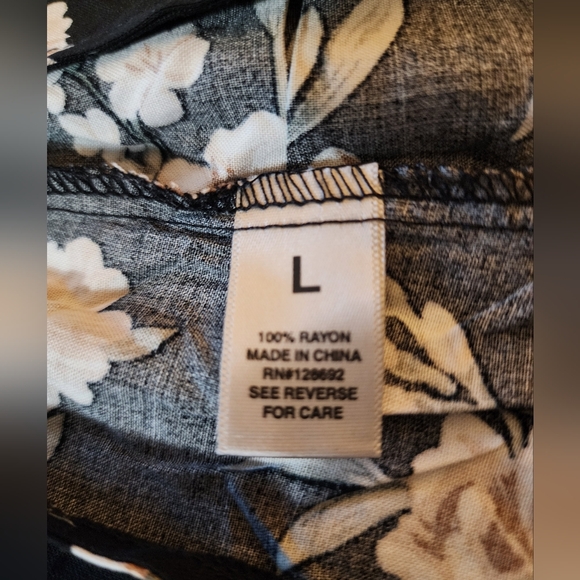 L
100% RAYON
MADE IN CHINA
RN#128692
SEE REVERSE
FOR CARE